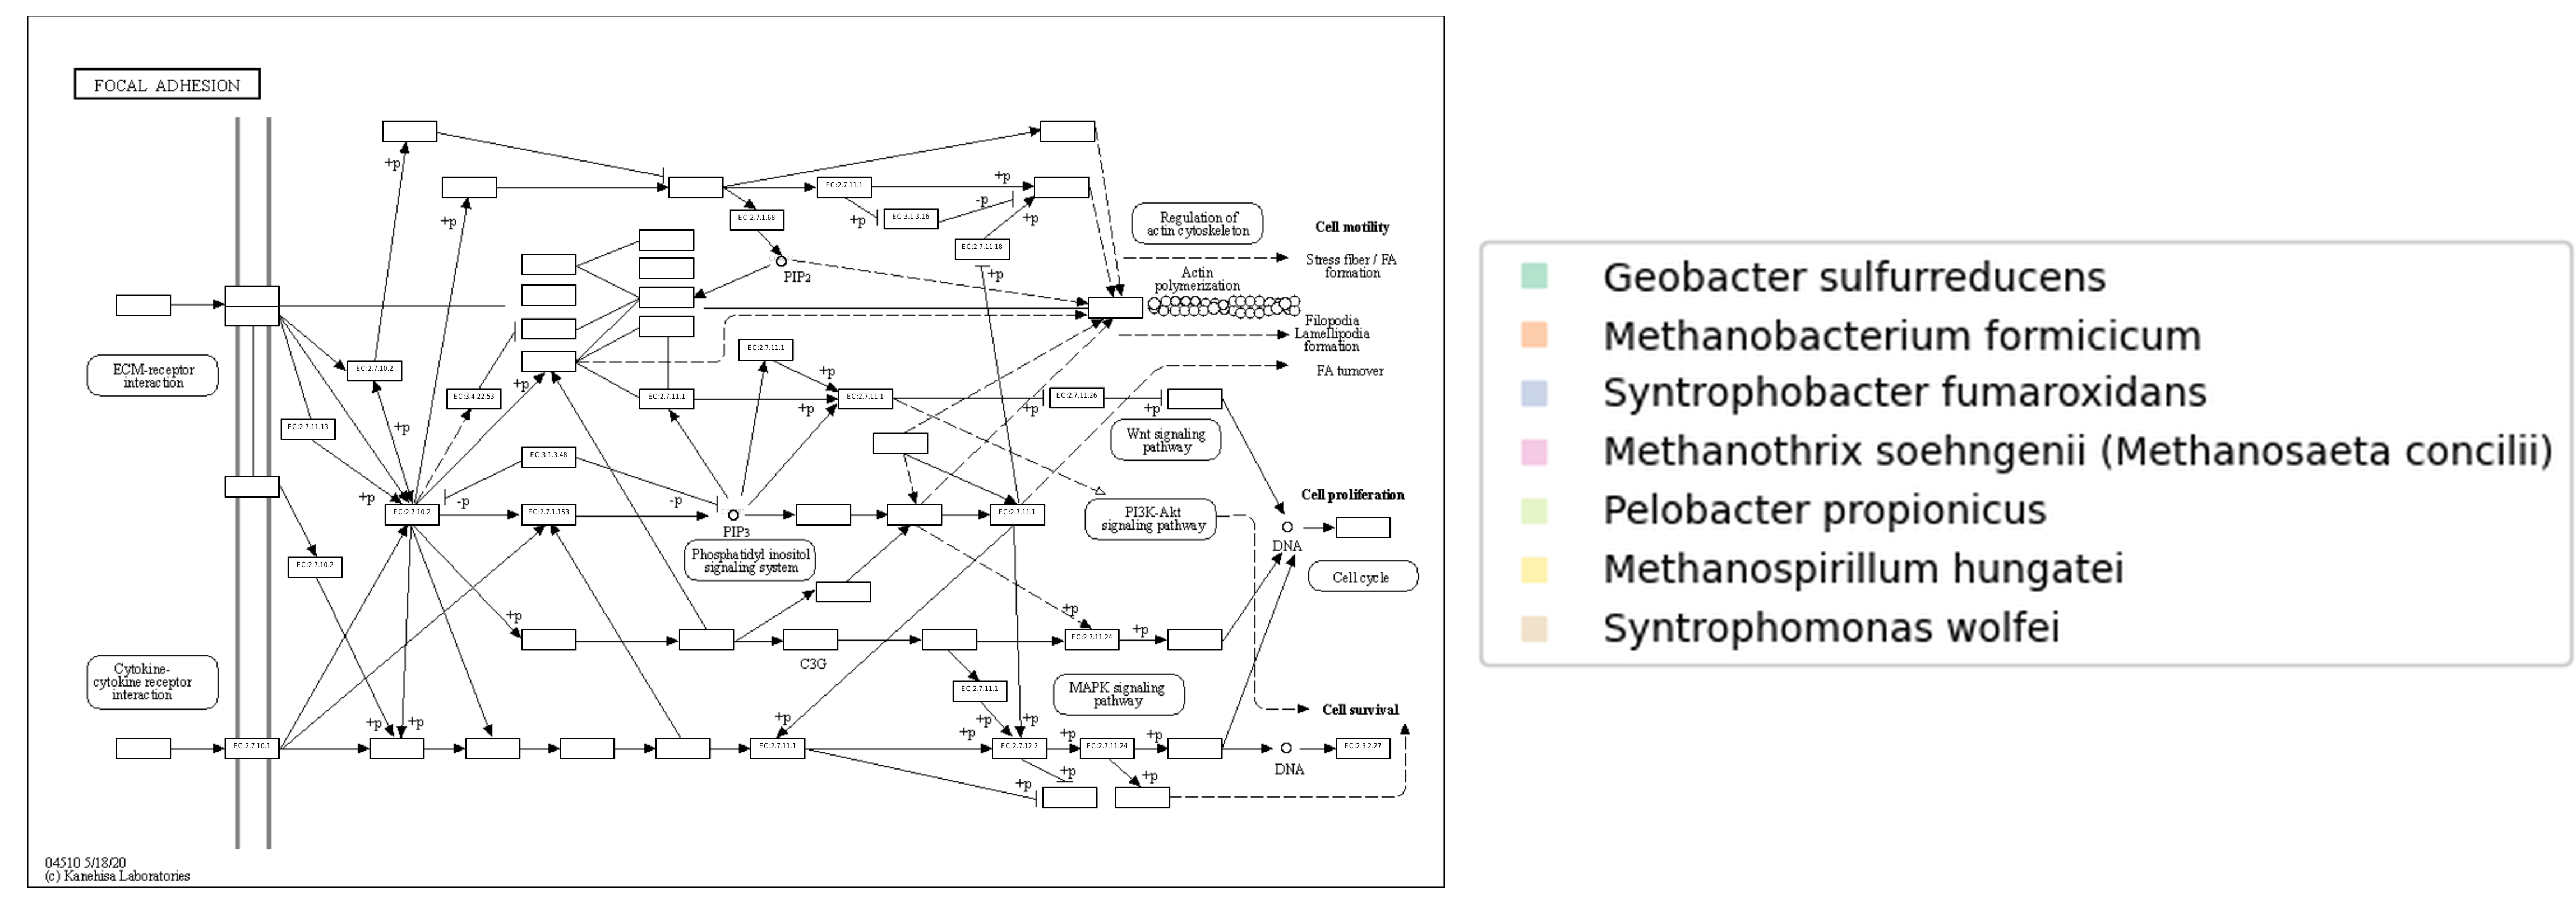 FOCAL ADHESION
+p
EC:2.7.11.1
+p
+p
-p
EC:2.7.1.68
+p
EC:3.1.3.16
+p
Regulation of
actin cytoskeleton
Cell motility
EC:2.7.11.18
PIP2
+p
Stress fiber / FA
formation
Actin
polymerization
Filopodia
Lamellipodia
formation
ECM-receptor
interaction
EC:2.7.10.2
EC:3.4.22.53
+p
EC:2.7.11.1
+p
FA turnover
EC:2.7.11.1
+p
EC:2.7.11.1
+p
EC:2.7.11.26
+p
EC:2.7.11.13
+p
Wnt signaling
pathway
EC:3.1.3.48
+p
-p
-p
Cell proliferation
EC:2.7.10.2
EC:2.7.1.153
PIP3
EC:2.7.11.1
PI3K-Akt
signaling pathway
DNA
Phosphatidyl inositol
signaling system
EC:2.7.10.2
Cell cycle
+p
+p
EC:2.7.11.24
+p
C3G
Cytokine-
cytokine receptor
interaction
EC:2.7.11.1
MAPK signaling
pathway
Cell survival
+p
+p
+p
+p
+p
EC:2.7.10.1
EC:2.7.11.1
+p
EC:2.7.12.2
+p
EC:2.7.11.24
+p
EC:2.3.2.27
DNA
+p
+p
+p
04510 5/18/20
(c) Kanehisa Laboratories
Geobacter sulfurreducens
Methanobacterium formicicum
Syntrophobacter fumaroxidans
Methanothrix soehngenii (Methanosaeta concilii)
Pelobacter propionicus
Methanospirillum hungatei
Syntrophomonas wolfei